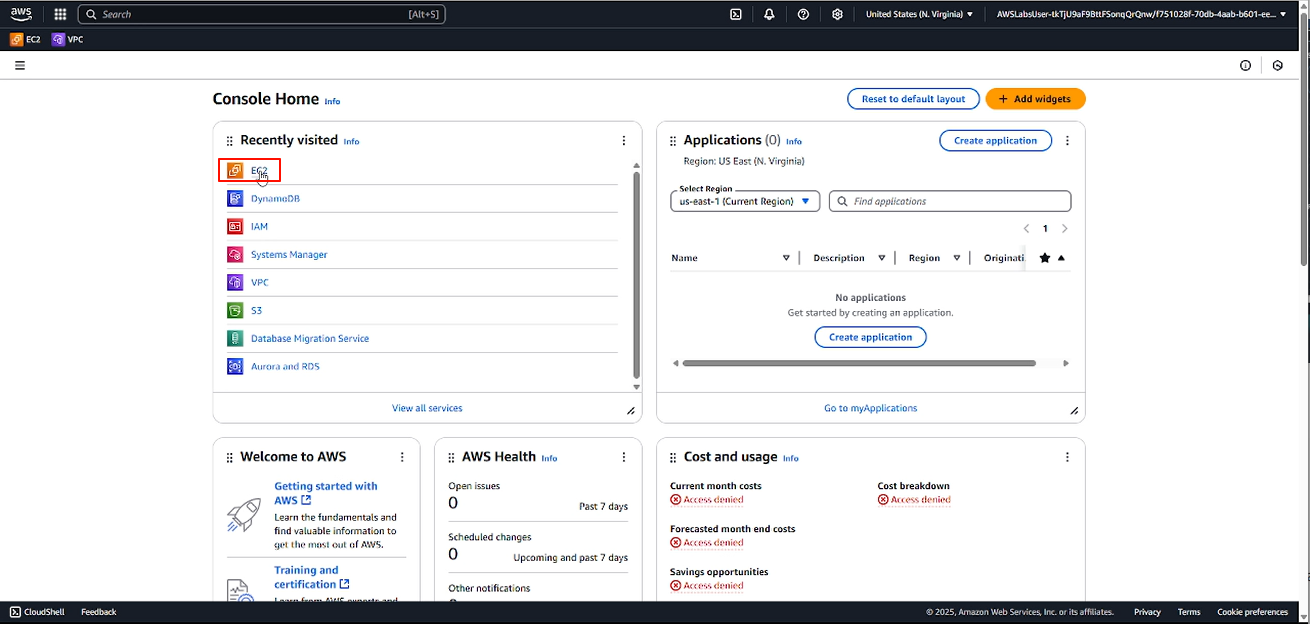 aws
Search [Alt+S]
United States (N. Virginia)
AWSLabsUser-tkTjU9aF9BttFSonqQrQnw/f751028f-70db-4aab-b601-ee...
EC2 VPC
Console Home Info
Reset to default layout
+ Add widgets
Recently visited Info
EC2
DynamoDB
IAM
Systems Manager
VPC
S3
Database Migration Service
Aurora and RDS
View all services
Applications (0) Info
Create application
Region: US East (N. Virginia)
Select Region
us-east-1 (Current Region)
Find applications
1
Name Description Region Originati
No applications
Get started by creating an application.
Create application
Go to myApplications
Welcome to AWS
Getting started with
AWS
Learn the fundamentals and
find valuable information to
get the most out of AWS.
Training and
certification
Learn from AWS experts and
AWS Health Info
Open issues
0 Past 7 days
Scheduled changes
0 Upcoming and past 7 days
Other notifications
Cost and usage Info
Current month costs
Access denied
Cost breakdown
Access denied
Forecasted month end costs
Access denied
Savings opportunities
Access denied
CloudShell Feedback
© 2025, Amazon Web Services, Inc. or its affiliates. Privacy Terms Cookie preferences